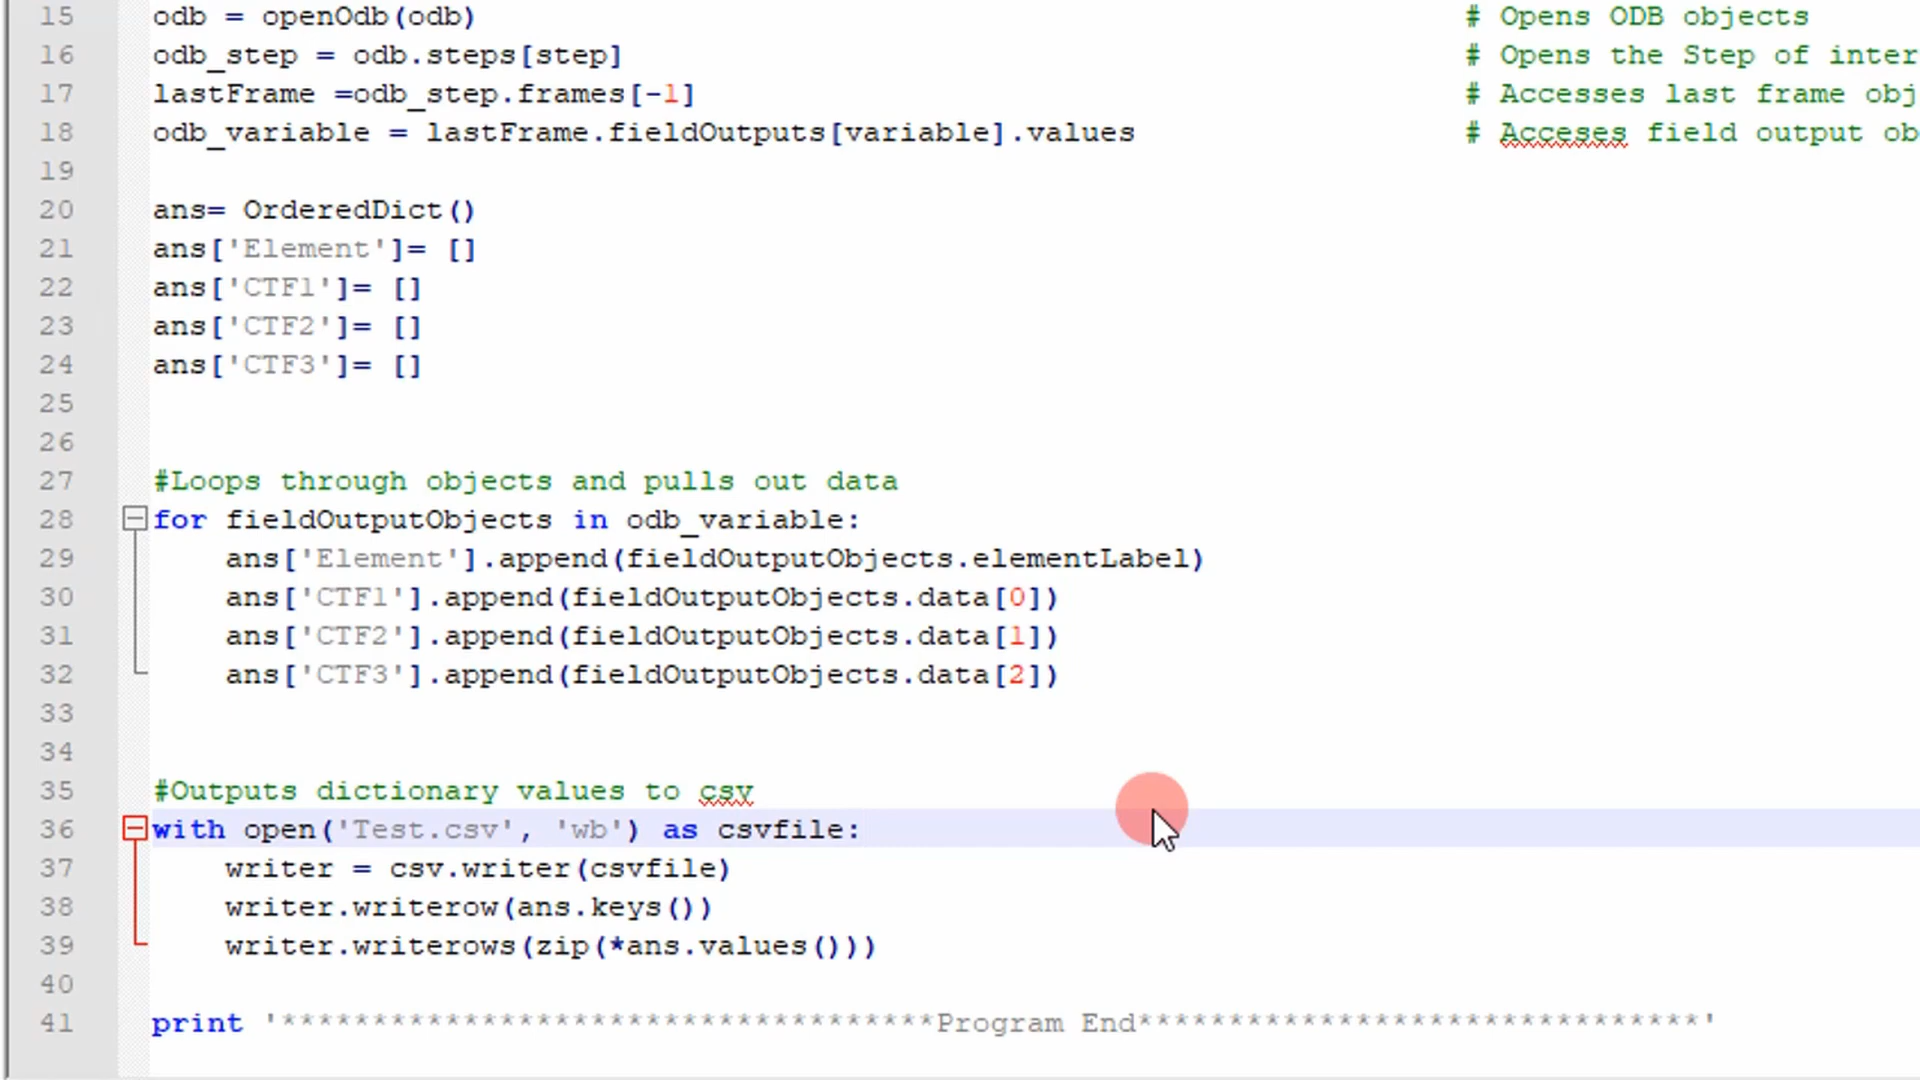 15 odb = openOdb(odb) # Opens ODB objects
16 odb_step = odb.steps[step] # Opens the Step of inter
17 lastFrame =odb_step.frames[-1] # Accesses last frame obj
18 odb_variable = lastFrame.fieldOutputs[variable].values # Acceses field output ob
19
20 ans= OrderedDict()
21 ans['Element']= []
22 ans['CTF1']= []
23 ans['CTF2']= []
24 ans['CTF3']= []
25
26
27 #Loops through objects and pulls out data
28 for fieldOutputObjects in odb_variable:
29 ans['Element'].append(fieldOutputObjects.elementLabel)
30 ans['CTF1'].append(fieldOutputObjects.data[0])
31 ans['CTF2'].append(fieldOutputObjects.data[1])
32 ans['CTF3'].append(fieldOutputObjects.data[2])
33
34
35 #Outputs dictionary values to csv
36 with open('Test.csv', 'wb') as csvfile:
37 writer = csv.writer(csvfile)
38 writer.writerow(ans.keys())
39 writer.writerows(zip(*ans.values()))
40
41 print '************************************Program End*******************************'